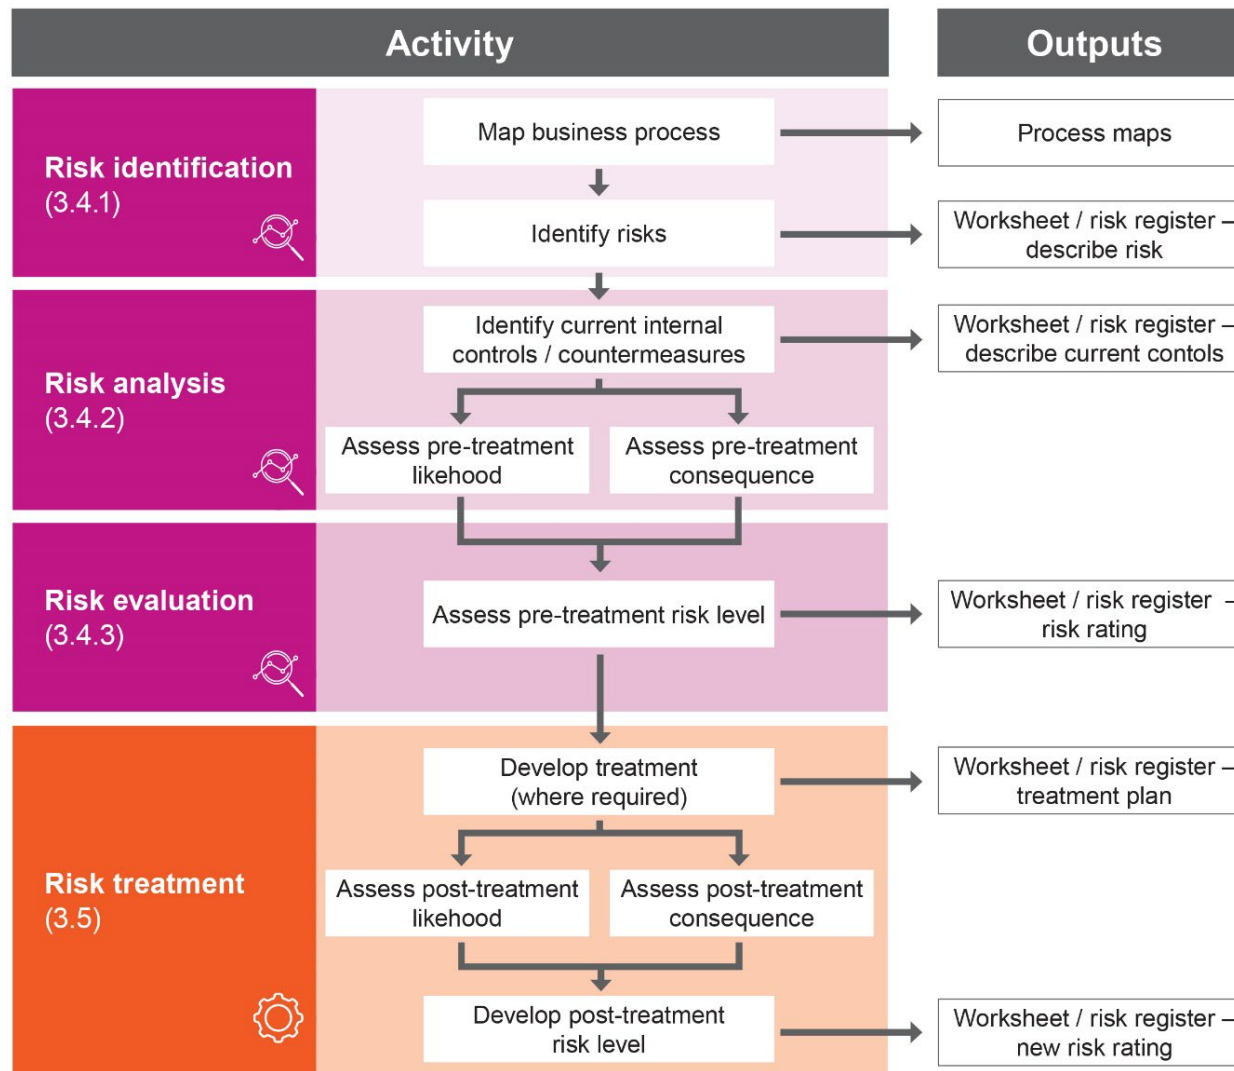 Activity
Outputs
Risk identification
(3.4.1)
Map business process
Process maps
Identify risks
Worksheet / risk register –
describe risk
Risk analysis
(3.4.2)
Identify current internal
controls / countermeasures
Worksheet / risk register –
describe current contols
Assess pre-treatment
likehood
Assess pre-treatment
consequence
Risk evaluation
(3.4.3)
Assess pre-treatment risk level
Worksheet / risk register –
risk rating
Risk treatment
(3.5)
Develop treatment
(where required)
Worksheet / risk register –
treatment plan
Assess post-treatment
likehood
Assess post-treatment
consequence
Develop post-treatment
risk level
Worksheet / risk register –
new risk rating